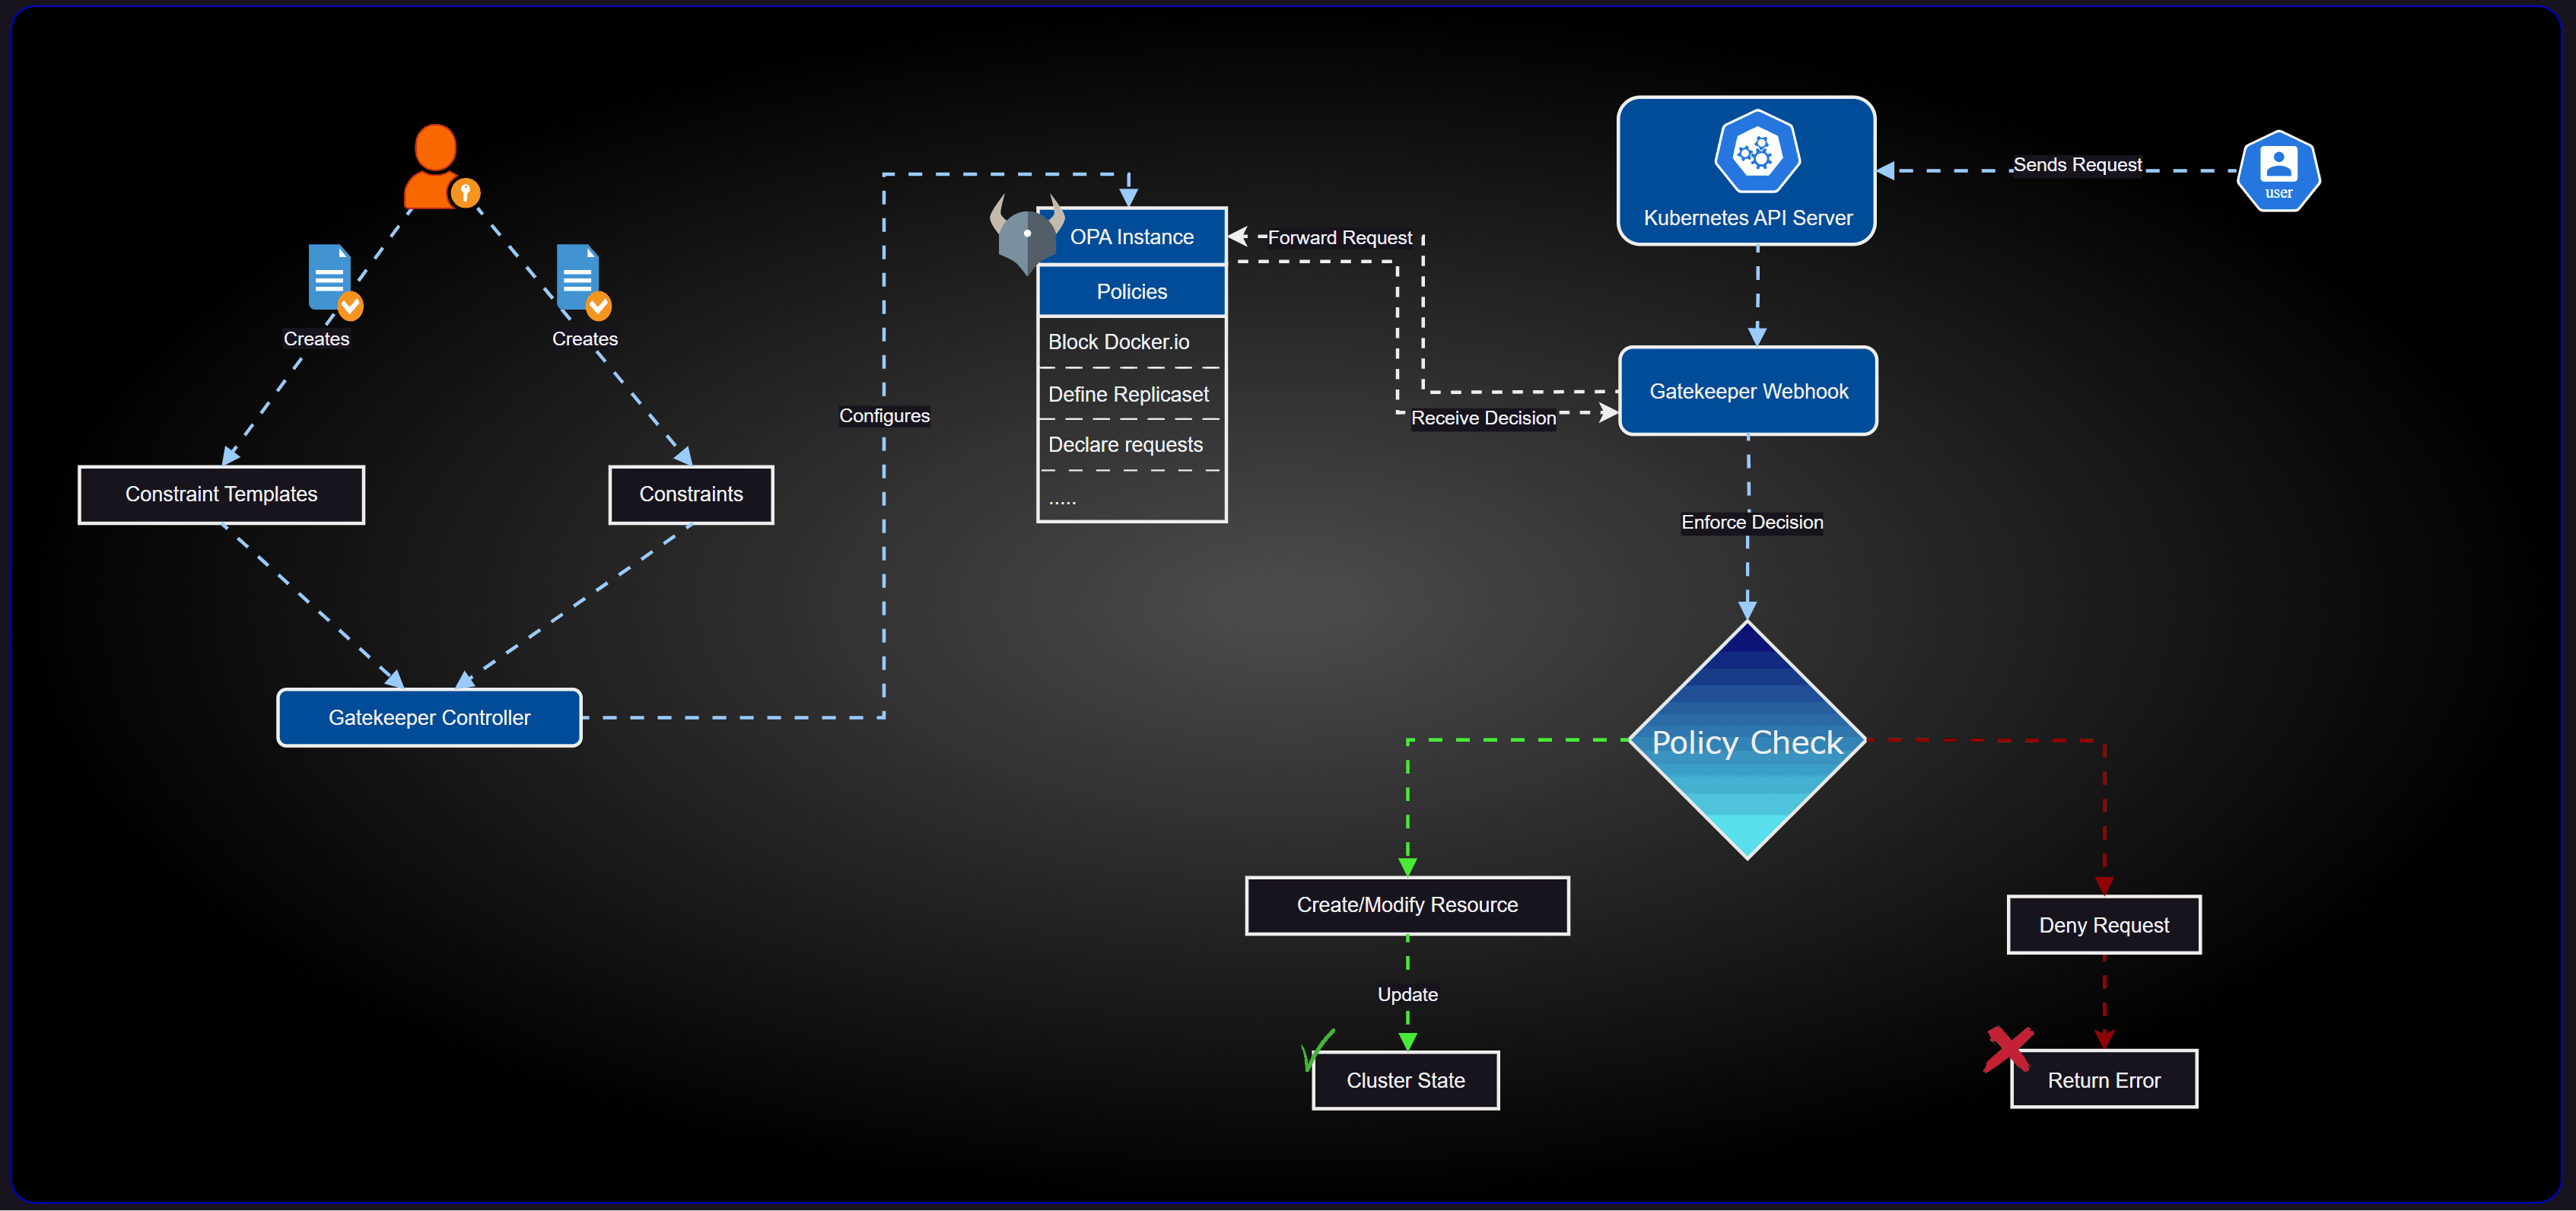 Creates
Creates
Constraint Templates
Constraints
Gatekeeper Controller
Configures
OPA Instance
Policies
Block Docker.io
Define Replicaset
Declare requests
.....
Forward Request
Receive Decision
Kubernetes API Server
Sends Request
user
Gatekeeper Webhook
Enforce Decision
Policy Check
Create/Modify Resource
Update
Cluster State
Deny Request
Return Error